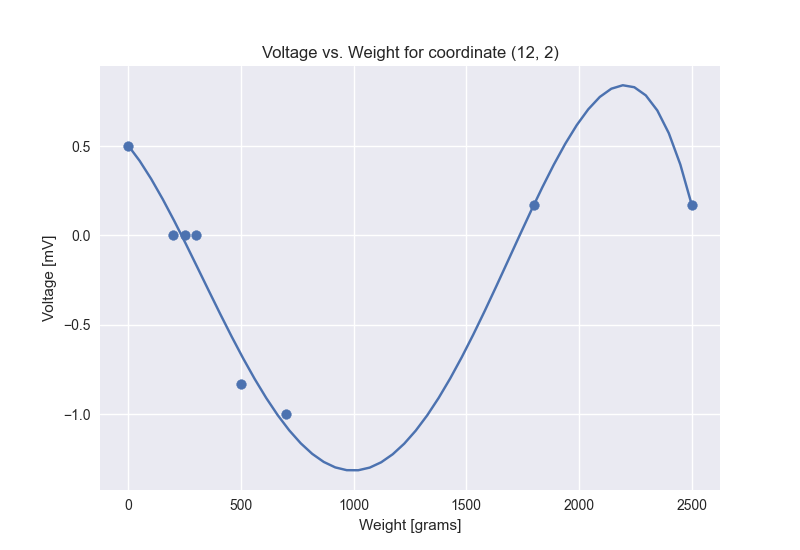 Voltage vs. Weight for coordinate (12, 2)
0.5
0.0
−0.5
−1.0
Voltage [mV]
0 500 1000 1500 2000 2500
Weight [grams]